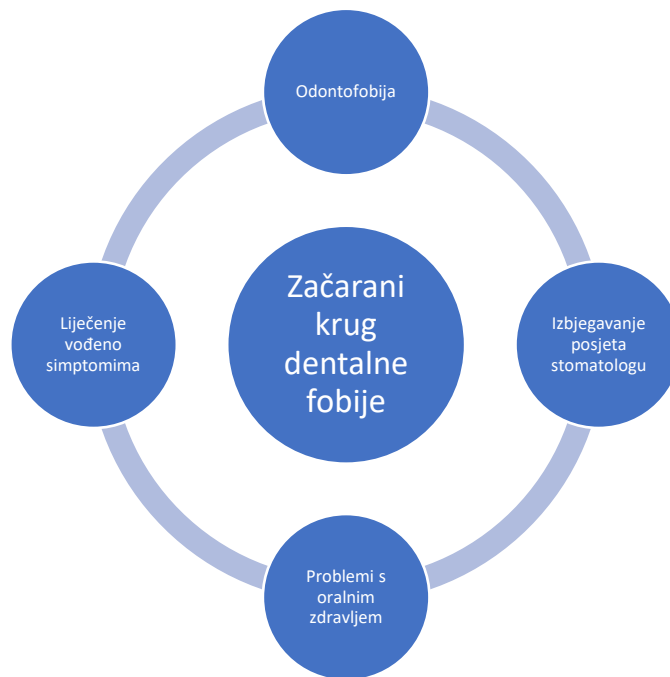 Odontofobija
Začarani
krug
dentalne
fobije
Liječenje
vođeno
simptomima
Izbjegavanje
posjeta
stomatologu
Problemi s
oralnim
zdravljem